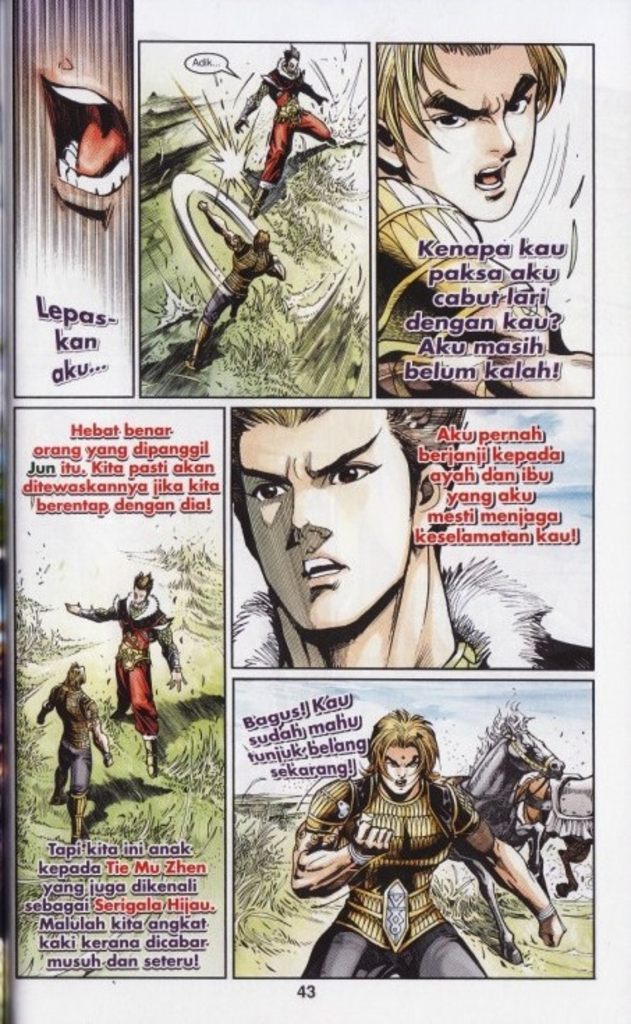 Lepas-
kan
aku...
Adik...
Kenapa kau
paksa aku
cabut lari
dengan kau?
Aku masih
belum kalah!
Hebat benar
orang yang dipanggil
Jun itu. Kita pasti akan
ditewaskannya jika kita
berentap dengan dia!
Tapi kita ini anak
kepada Tie Mu Zhen
yang juga dikenali
sebagai Serigala Hijau.
Malulah kita angkat
kaki kerana dicabar
musuh dan seteru!
Aku pernah
berjanji kepada
ayah dan ibu
yang aku
mesti menjaga
keselamatan kau!
Bagus! Kau
sudah mahu
tunjuk belang
sekarang!
43